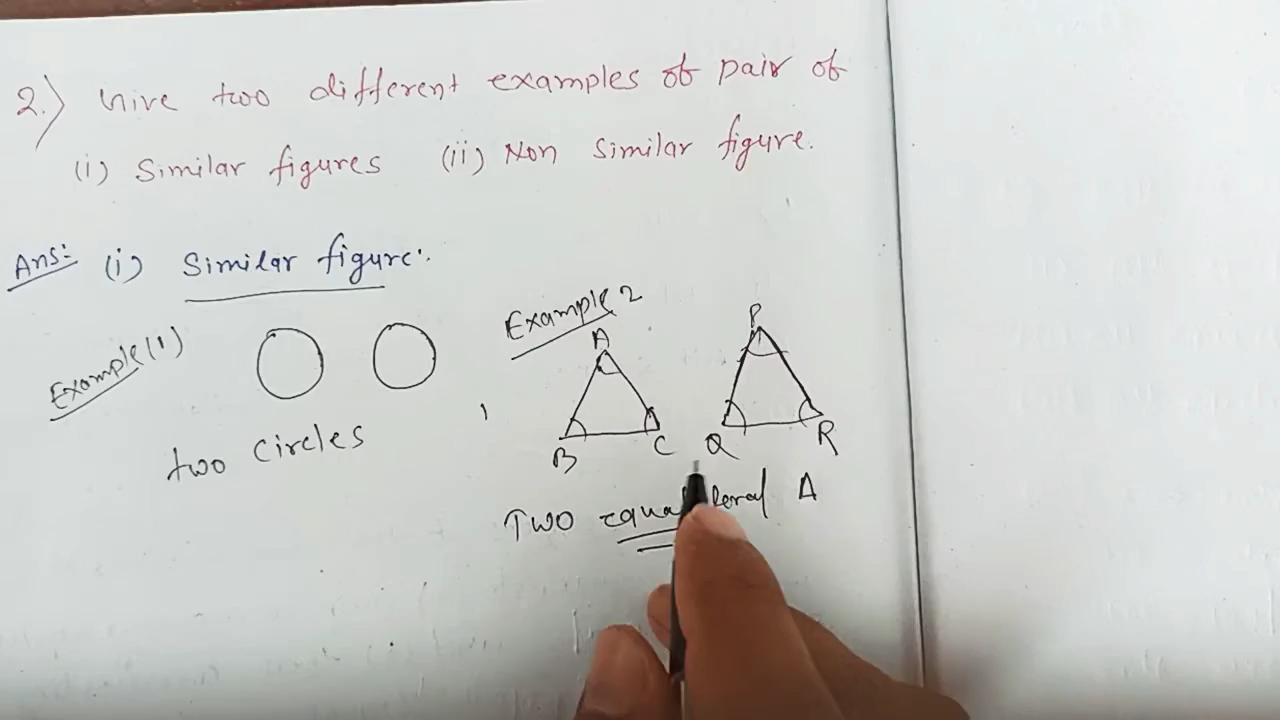 2.) Give two different examples of pair of
(i) Similar figures (ii) Non Similar figure.
Ans: (i) Similar figure:
Example (1)
two circles
Example 2
A
B C
P
Q R
Two Δ